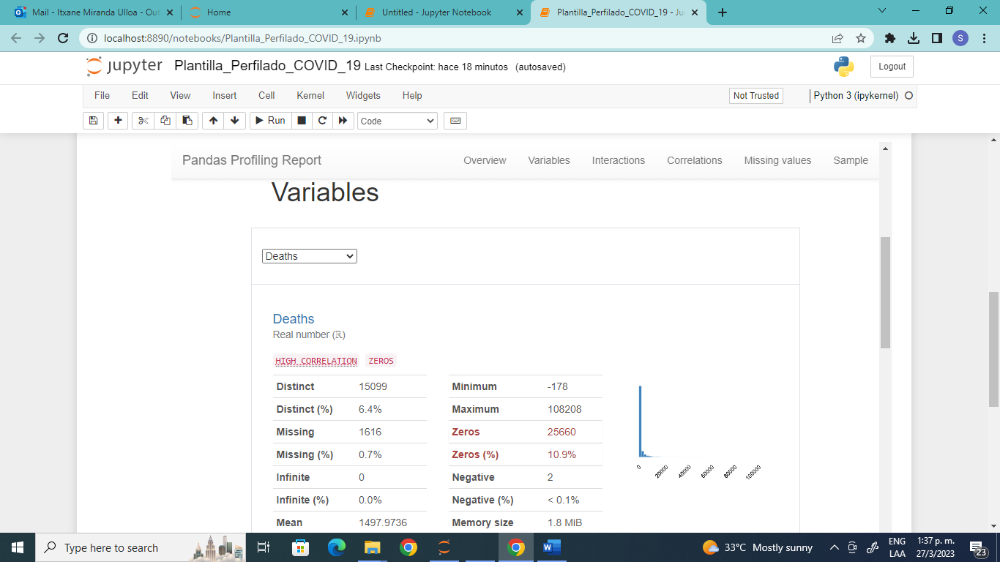 Mail - Itxane Miranda Ulloa - Out
Home
Untitled - Jupyter Notebook
Plantilla_Perfilado_COVID_19 - Ju
localhost:8890/notebooks/Plantilla_Perfilado_COVID_19.ipynb
S
jupyter Plantilla_Perfilado_COVID_19 Last Checkpoint: hace 18 minutos (autosaved)
Logout
File Edit View Insert Cell Kernel Widgets Help
Not Trusted
Python 3 (ipykernel)
Run
Code
Pandas Profiling Report
Overview Variables Interactions Correlations Missing values Sample
Variables
Deaths
Deaths
Real number (ℝ)
HIGH CORRELATION ZEROS
Distinct 15099
Distinct (%) 6.4%
Missing 1616
Missing (%) 0.7%
Infinite 0
Infinite (%) 0.0%
Mean 1497.9736
Minimum -178
Maximum 108208
Zeros 25660
Zeros (%) 10.9%
Negative 2
Negative (%) < 0.1%
Memory size 1.8 MiB
0 20000 40000 60000 80000 100000
Type here to search
33°C Mostly sunny
ENG
LAA
1:37 p. m.
27/3/2023
23